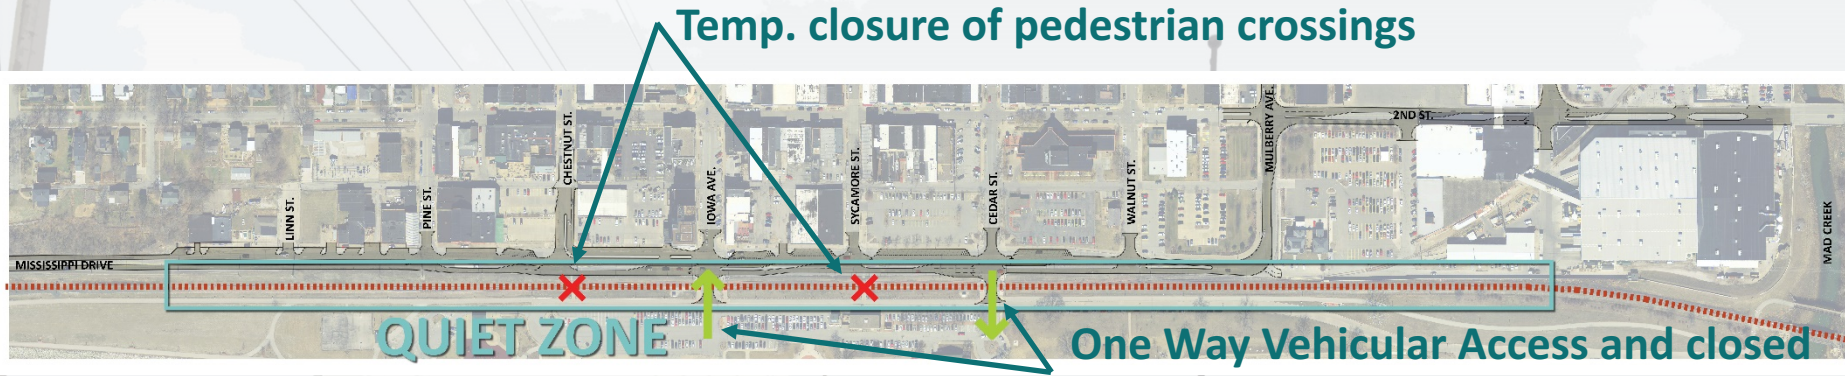 Temp. closure of pedestrian crossings
2ND ST.
MULBERRY AVE.
CHESTNUT ST.
SYCAMORE ST.
IOWA AVE.
CEDAR ST.
WALNUT ST.
PINE ST.
LINN ST.
MAD CREEK
MISSISSIPPI DRIVE
QUIET ZONE
One Way Vehicular Access and closed